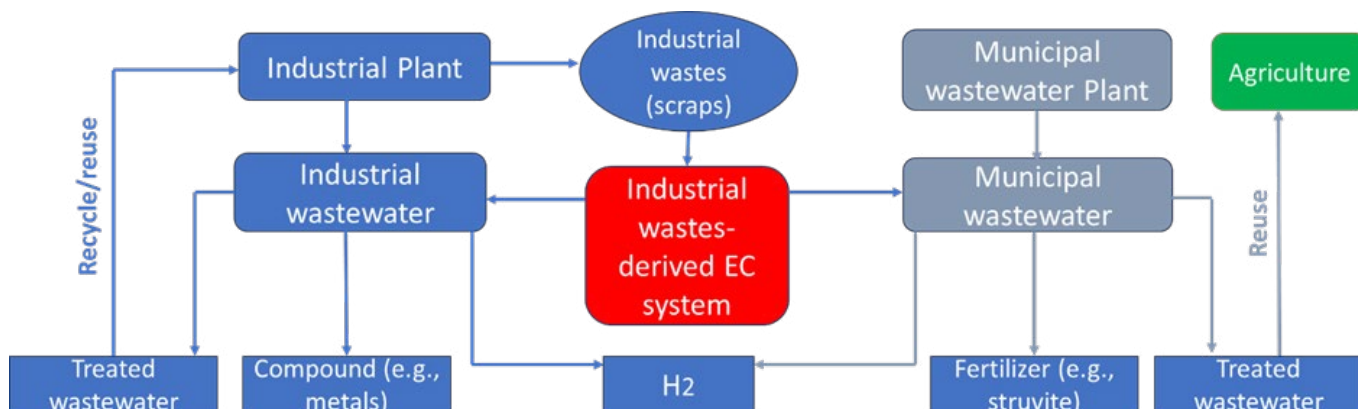 Industrial Plant
Industrial
wastes
(scraps)
Municipal
wastewater Plant
Agriculture
Recycle/reuse
Industrial
wastewater
Industrial
wastes-
derived EC
system
Municipal
wastewater
Reuse
Treated
wastewater
Compound (e.g.,
metals)
H2
Fertilizer (e.g.,
struvite)
Treated
wastewater